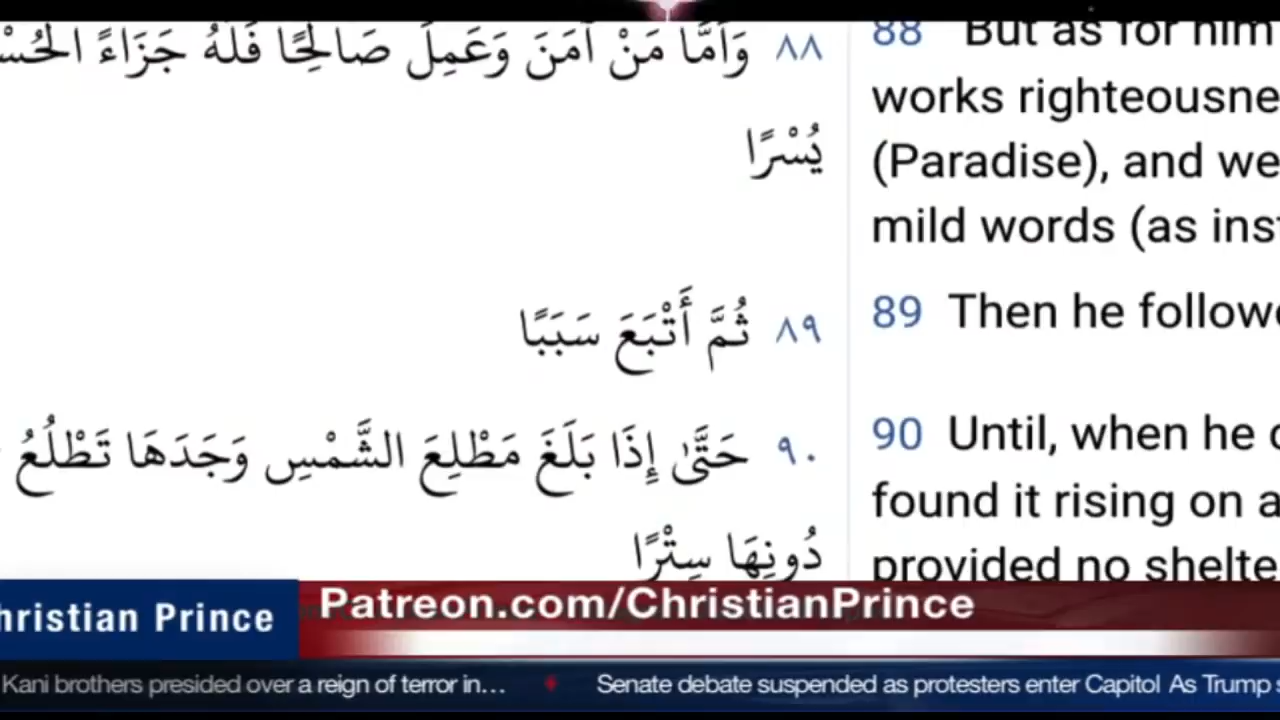 ٨٨ وَأَمَّا مَنْ آمَنَ وَعَمِلَ صَالِحًا فَلَهُ جَزَاءً
يُسْرًا
٨٩ ثُمَّ أَتْبَعَ سَبَبًا
٩٠ حَتَّىٰ إِذَا بَلَغَ مَطْلِعَ الشَّمْسِ وَجَدَهَا تَطْلُعُ
دُونِهَا سِتْرًا
88 But as for him
works righteousne
(Paradise), and we
mild words (as inst
89 Then he followe
90 Until, when he c
found it rising on a
provided no shelte
hristian Prince
Patreon.com/ChristianPrince
Kani brothers presided over a reign of terror in… Senate debate suspended as protesters enter Capitol As Trump s